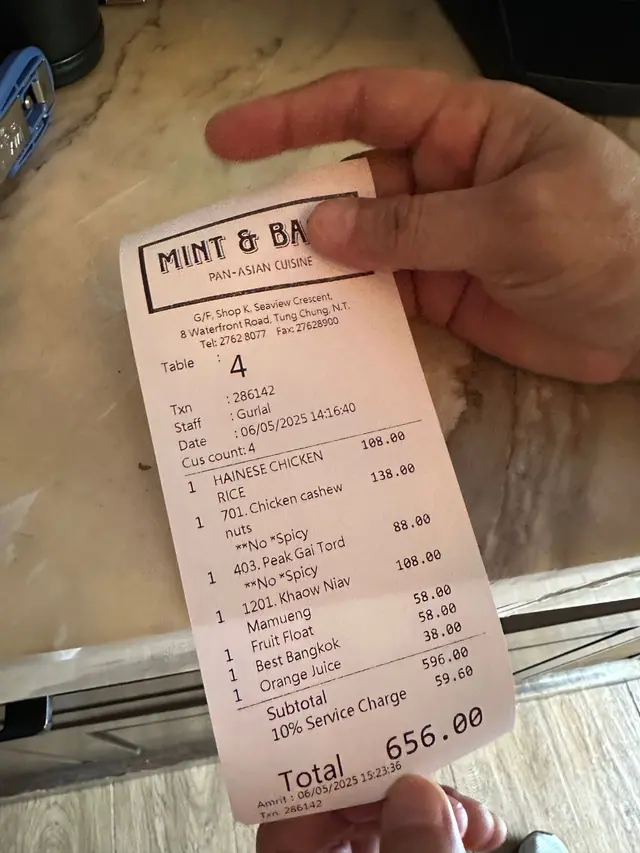 MINT & BA
PAN-ASIAN CUISINE
G/F, Shop K, Seaview Crescent,
8 Waterfront Road, Tung Chung, N.T.
Tel: 2762 8077 Fax: 27628900
Table : 4
Txn : 286142
Staff : Gurlal
Date : 06/05/2025 14:16:40
Cus count: 4
1 HAINESE CHICKEN 108.00
RICE
1 701. Chicken cashew 138.00
nuts
**No *Spicy
1 403. Peak Gai Tord 88.00
**No *Spicy
1 1201. Khaow Niav 108.00
Mamueng
1 Fruit Float 58.00
1 Best Bangkok 58.00
1 Orange Juice 38.00
Subtotal 596.00
10% Service Charge 59.60
Total 656.00
Amrit : 06/05/2025 15:23:36
Txn 286142